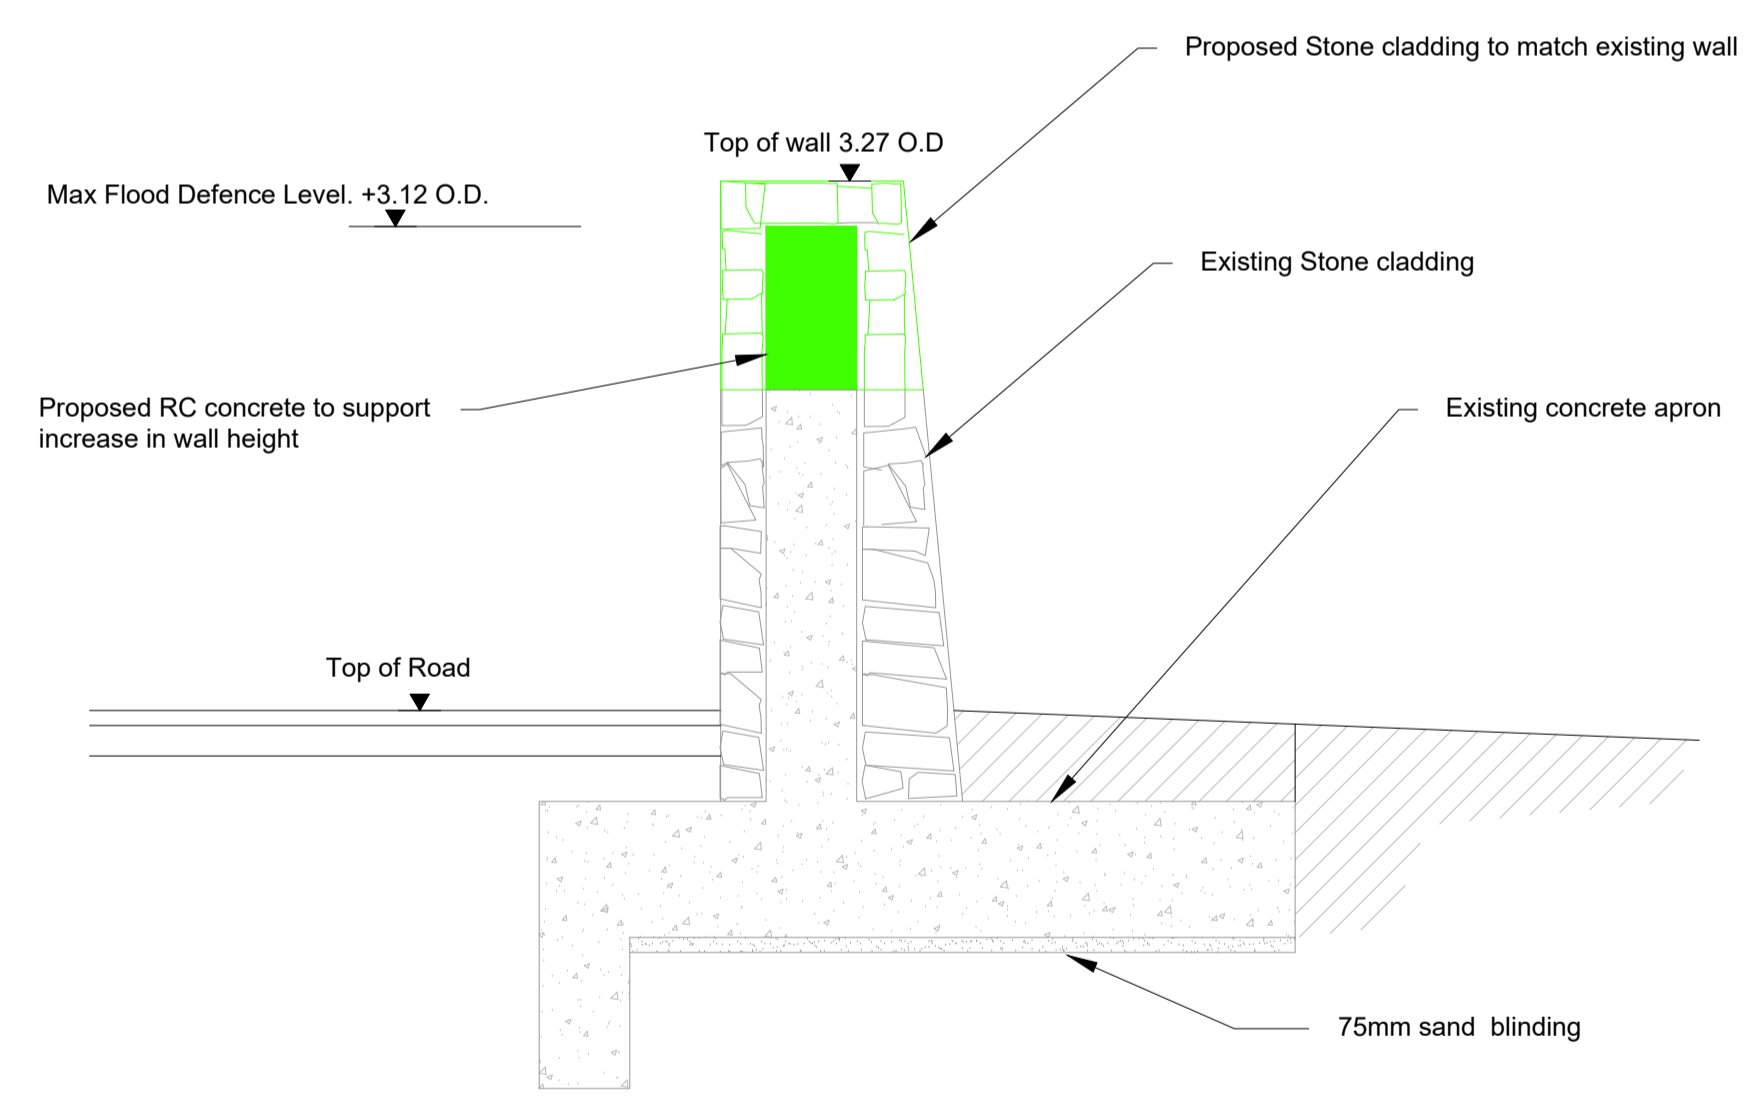 Proposed Stone cladding to match existing wall
Top of wall 3.27 O.D
Max Flood Defence Level. +3.12 O.D.
Existing Stone cladding
Proposed RC concrete to support
increase in wall height
Existing concrete apron
Top of Road
75mm sand  blinding